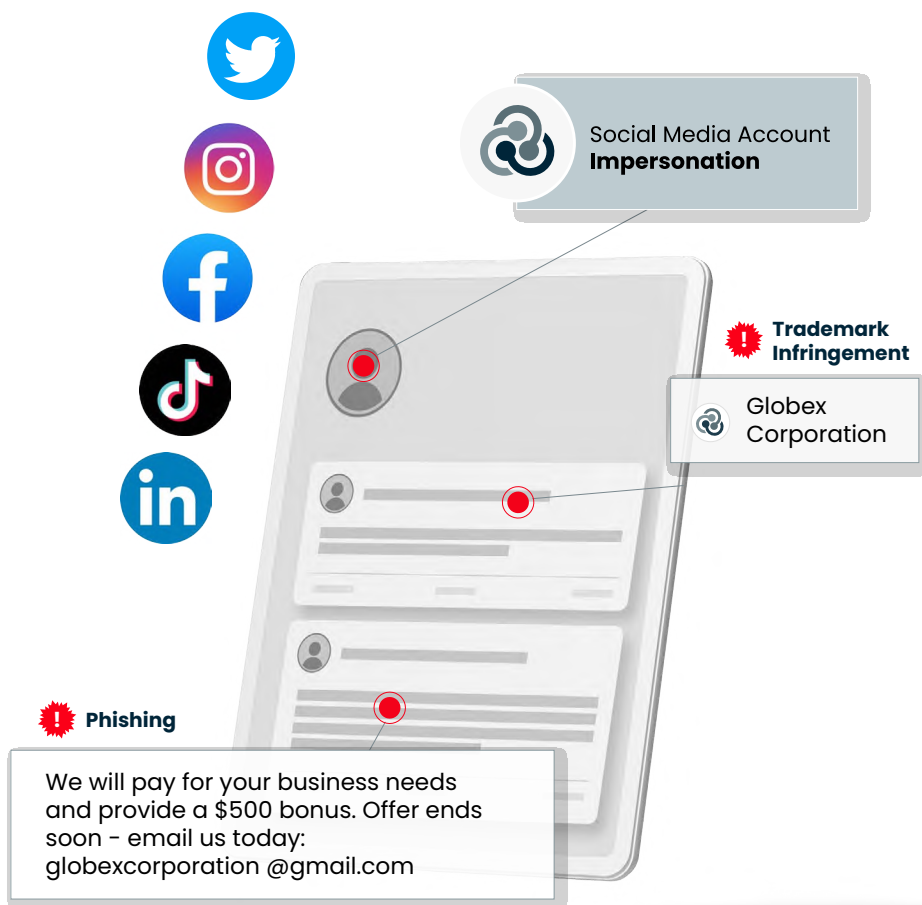 Social Media Account
Impersonation
Trademark
Infringement
Globex
Corporation
in
Phishing
We will pay for your business needs
and provide a $500 bonus. Offer ends
soon - email us today:
globexcorporation @gmail.com